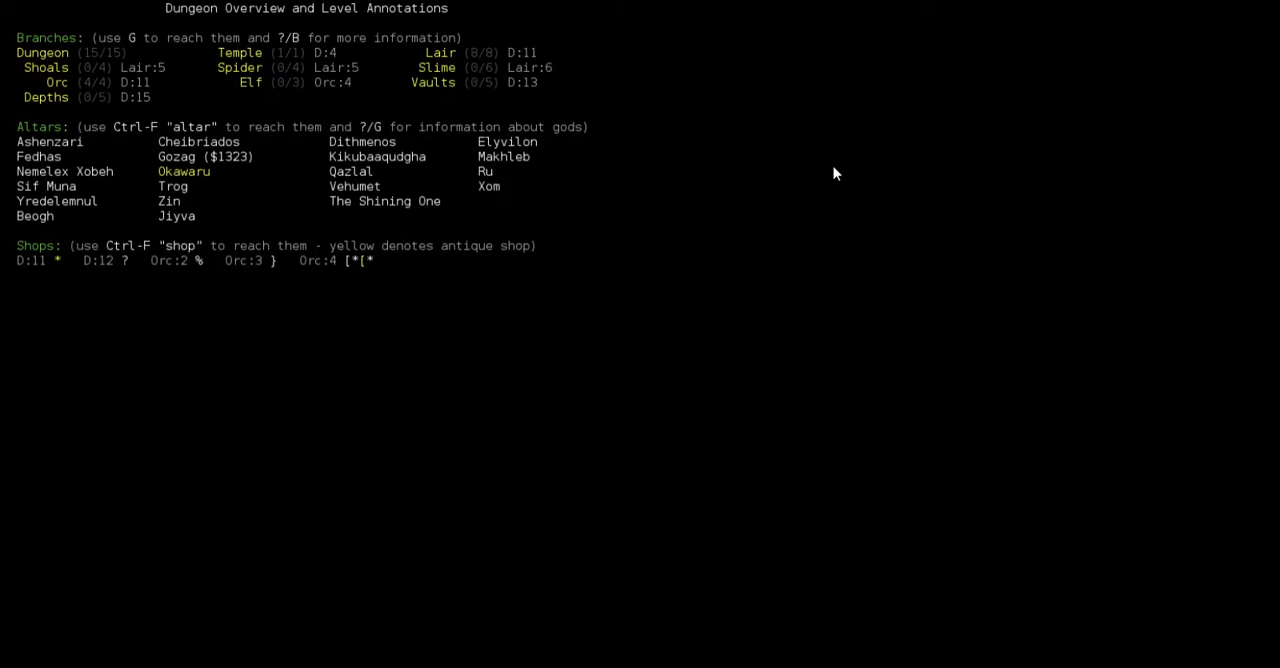 Dungeon Overview and Level Annotations
Branches: (use G to reach them and ?/B for more information)
Dungeon (15/15) Temple (1/1) D:4 Lair (8/8) D:11
Shoals (0/4) Lair:5 Spider (0/4) Lair:5 Slime (0/6) Lair:6
Orc (4/4) D:11 Elf (0/3) Orc:4 Vaults (0/5) D:13
Depths (0/5) D:15
Altars: (use Ctrl-F "altar" to reach them and ?/G for information about gods)
Ashenzari Cheibriados Dithmenos Elyvilon
Fedhas Gozag ($1323) Kikubaaqudgha Makhleb
Nemelex Xobeh Okawaru Qazlal Ru
Sif Muna Trog Vehumet Xom
Yredelemnul Zin The Shining One
Beogh Jiyva
Shops: (use Ctrl-F "shop" to reach them - yellow denotes antique shop)
D:11 * D:12 ? Orc:2 % Orc:3 } Orc:4 [*[*